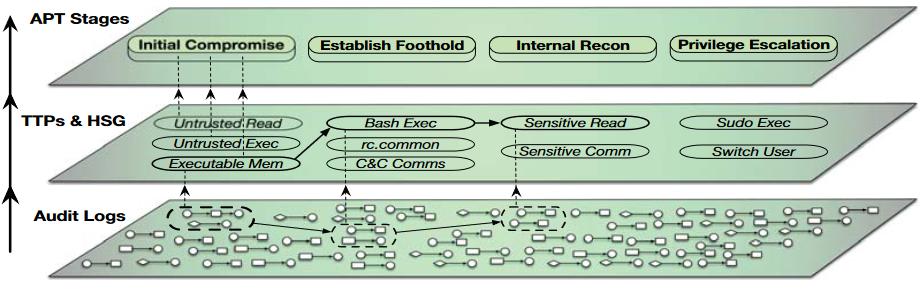 APT Stages
Initial Compromise
Establish Foothold
Internal Recon
Privilege Escalation
TTPs & HSG
Untrusted Read
Bash Exec
Sensitive Read
Sudo Exec
Untrusted Exec
rc.common
Sensitive Comm
Switch User
Executable Mem
C&C Comms
Audit Logs